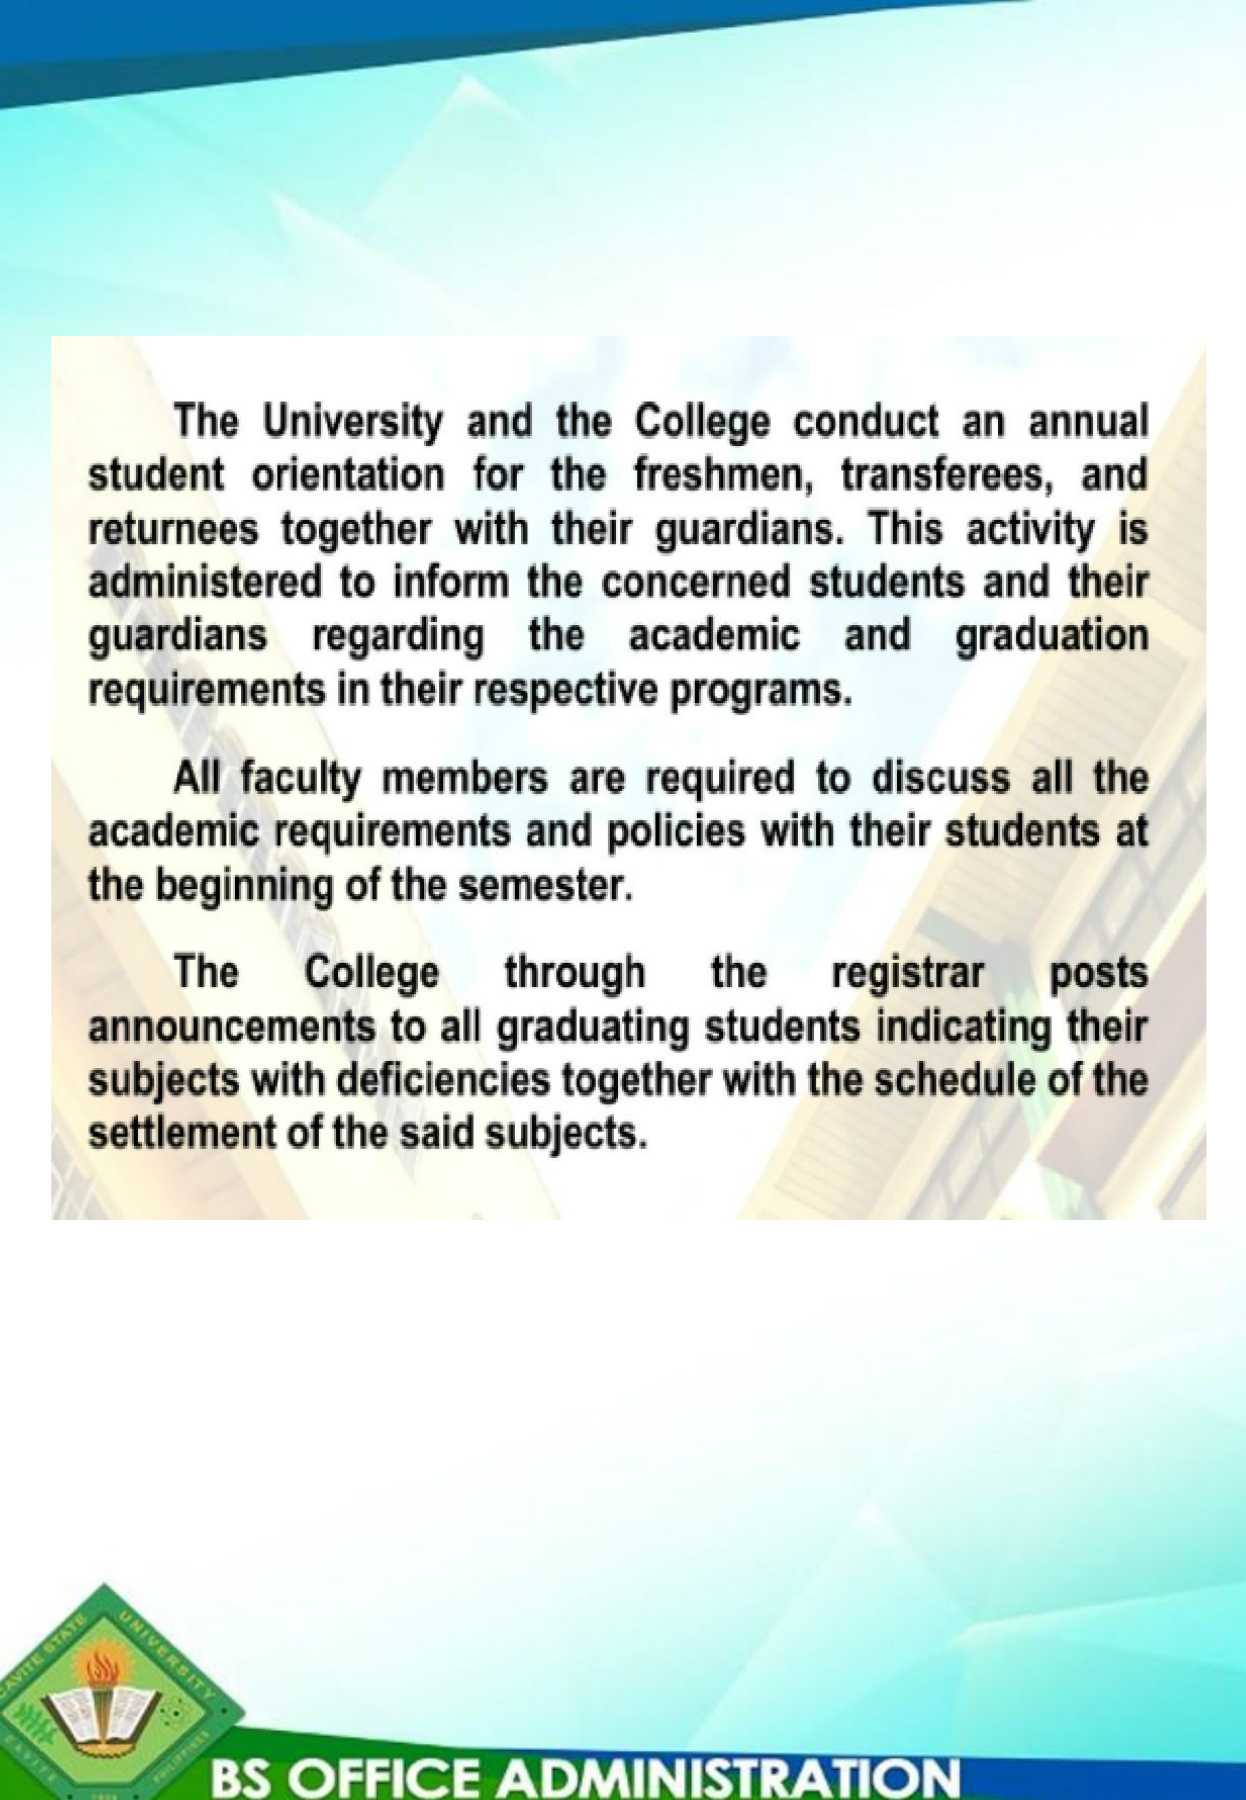 The University and the College conduct an annual
student orientation for the freshmen, transferees, and
returnees together with their guardians. This activity is
administered to inform the concerned students and their
guardians regarding the academic and graduation
requirements in their respective programs.
All faculty members are required to discuss all the
academic requirements and policies with their students at
the beginning of the semester.
The College through the registrar posts
announcements to all graduating students indicating their
subjects with deficiencies together with the schedule of the
settlement of the said subjects.
CAVITE STATE UNIVERSITY
CAVITE PHILIPPINES
BS OFFICE ADMINISTRATION